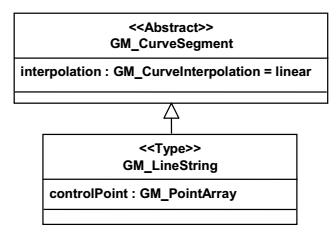 <<Abstract>>
GM_CurveSegment
interpolation : GM_CurveInterpolation = linear
<<Type>>
GM_LineString
controlPoint : GM_PointArray